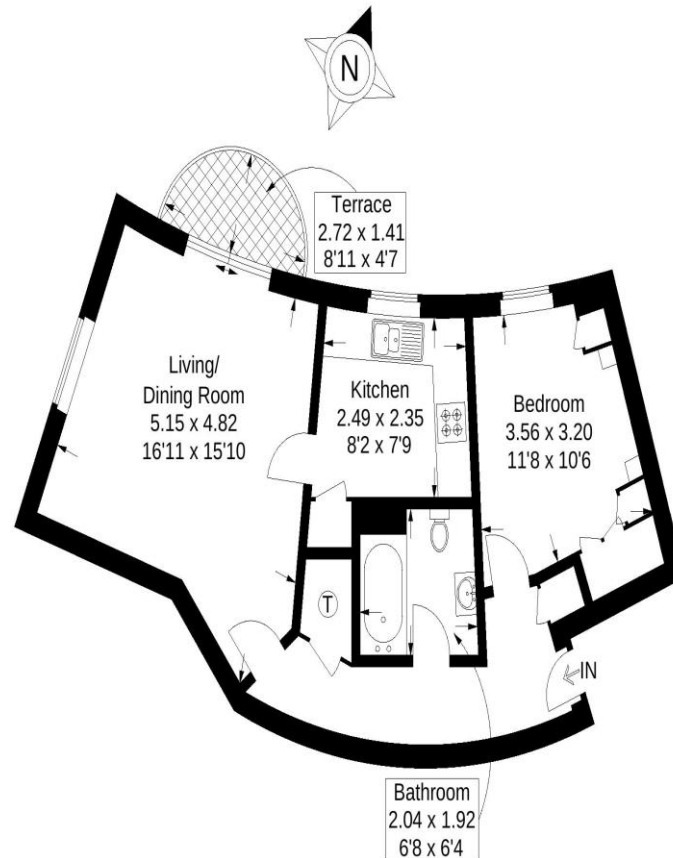 N
Terrace
2.72 x 1.41
8'11 x 4'7
Living/
Dining Room
5.15 x 4.82
16'11 x 15'10
Kitchen
2.49 x 2.35
8'2 x 7'9
Bedroom
3.56 x 3.20
11'8 x 10'6
T
IN
Bathroom
2.04 x 1.92
6'8 x 6'4